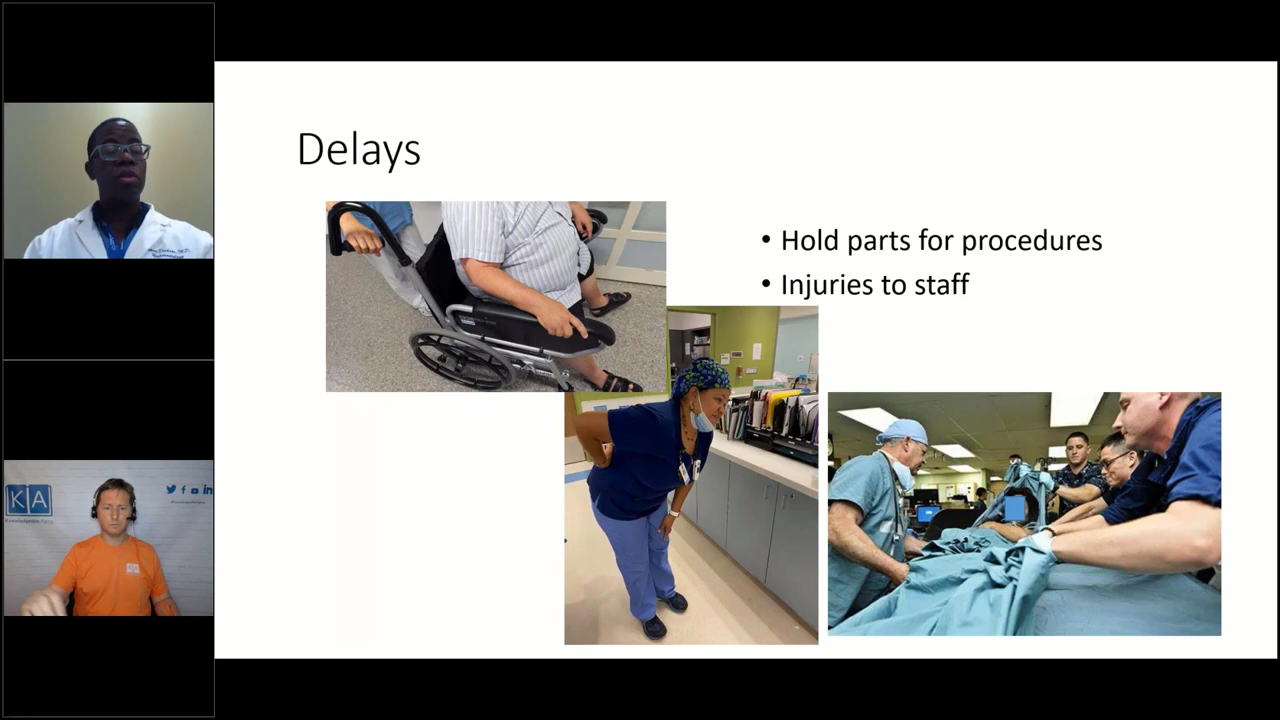 Delays
• Hold parts for procedures
• Injuries to staff
KA